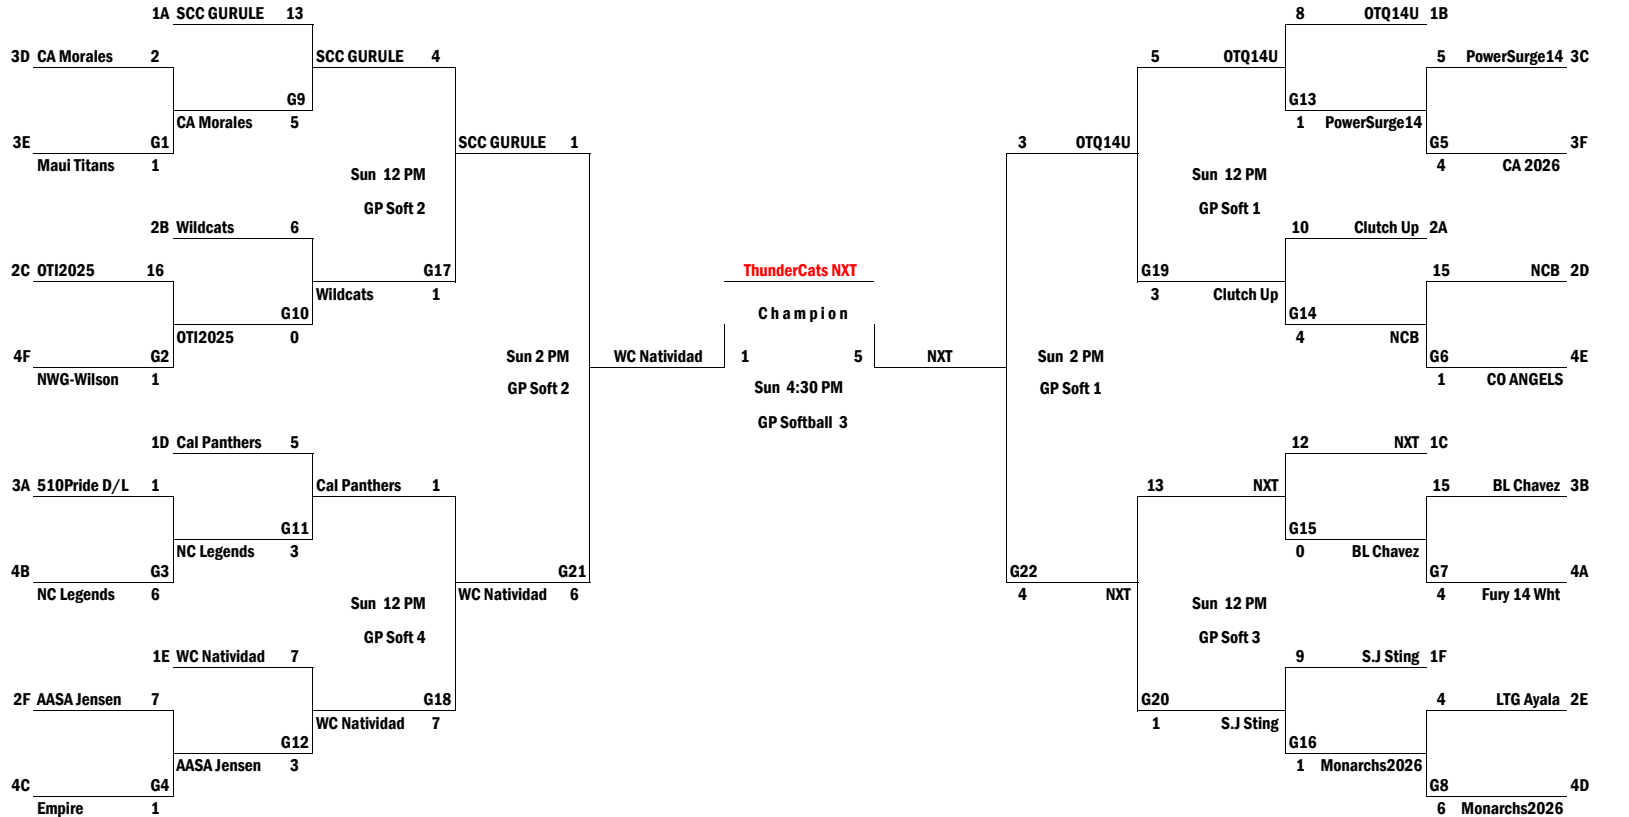 1A SCC GURULE 13
8 OTQ14U 1B
3D CA Morales 2
SCC GURULE 4
5 OTQ14U
5 PowerSurge14 3C
G9
G13
CA Morales 5
1 PowerSurge14
3E G1
SCC GURULE 1
3 OTQ14U
G5 3F
Maui Titans 1
4 CA 2026
Sun 12 PM
Sun 12 PM
GP Soft 2
GP Soft 1
2B Wildcats 6
10 Clutch Up 2A
2C OTI2025 16
G17
ThunderCats NXT
G19
15 NCB 2D
Wildcats 1
3 Clutch Up
G10
Champion
G14
OTI2025 0
4 NCB
4F G2
Sun 2 PM
WC Natividad
1 5
NXT
Sun 2 PM
G6 4E
NWG-Wilson 1
GP Soft 2
Sun 4:30 PM
GP Soft 1
1 CO ANGELS
GP Softball 3
1D Cal Panthers 5
12 NXT 1C
3A 510Pride D/L 1
Cal Panthers 1
13 NXT
15 BL Chavez 3B
G11
G15
NC Legends 3
0 BL Chavez
4B G3
G21
G22
G7 4A
NC Legends 6
WC Natividad 6
4 NXT
4 Fury 14 Wht
Sun 12 PM
Sun 12 PM
GP Soft 4
GP Soft 3
1E WC Natividad 7
9 S.J Sting 1F
2F AASA Jensen 7
G18
G20
4 LTG Ayala 2E
WC Natividad 7
1 S.J Sting
G12
G16
AASA Jensen 3
1 Monarchs2026
4C G4
G8 4D
Empire 1
6 Monarchs2026